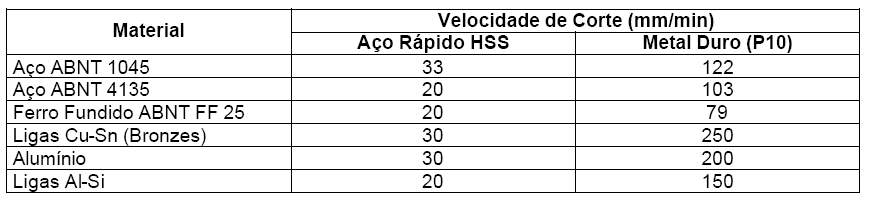 Material Velocidade de Corte (mm/min)
Aço Rápido HSS Metal Duro (P10)
Aço ABNT 1045 33 122
Aço ABNT 4135 20 103
Ferro Fundido ABNT FF 25 20 79
Ligas Cu-Sn (Bronzes) 30 250
Alumínio 30 200
Ligas Al-Si 20 150